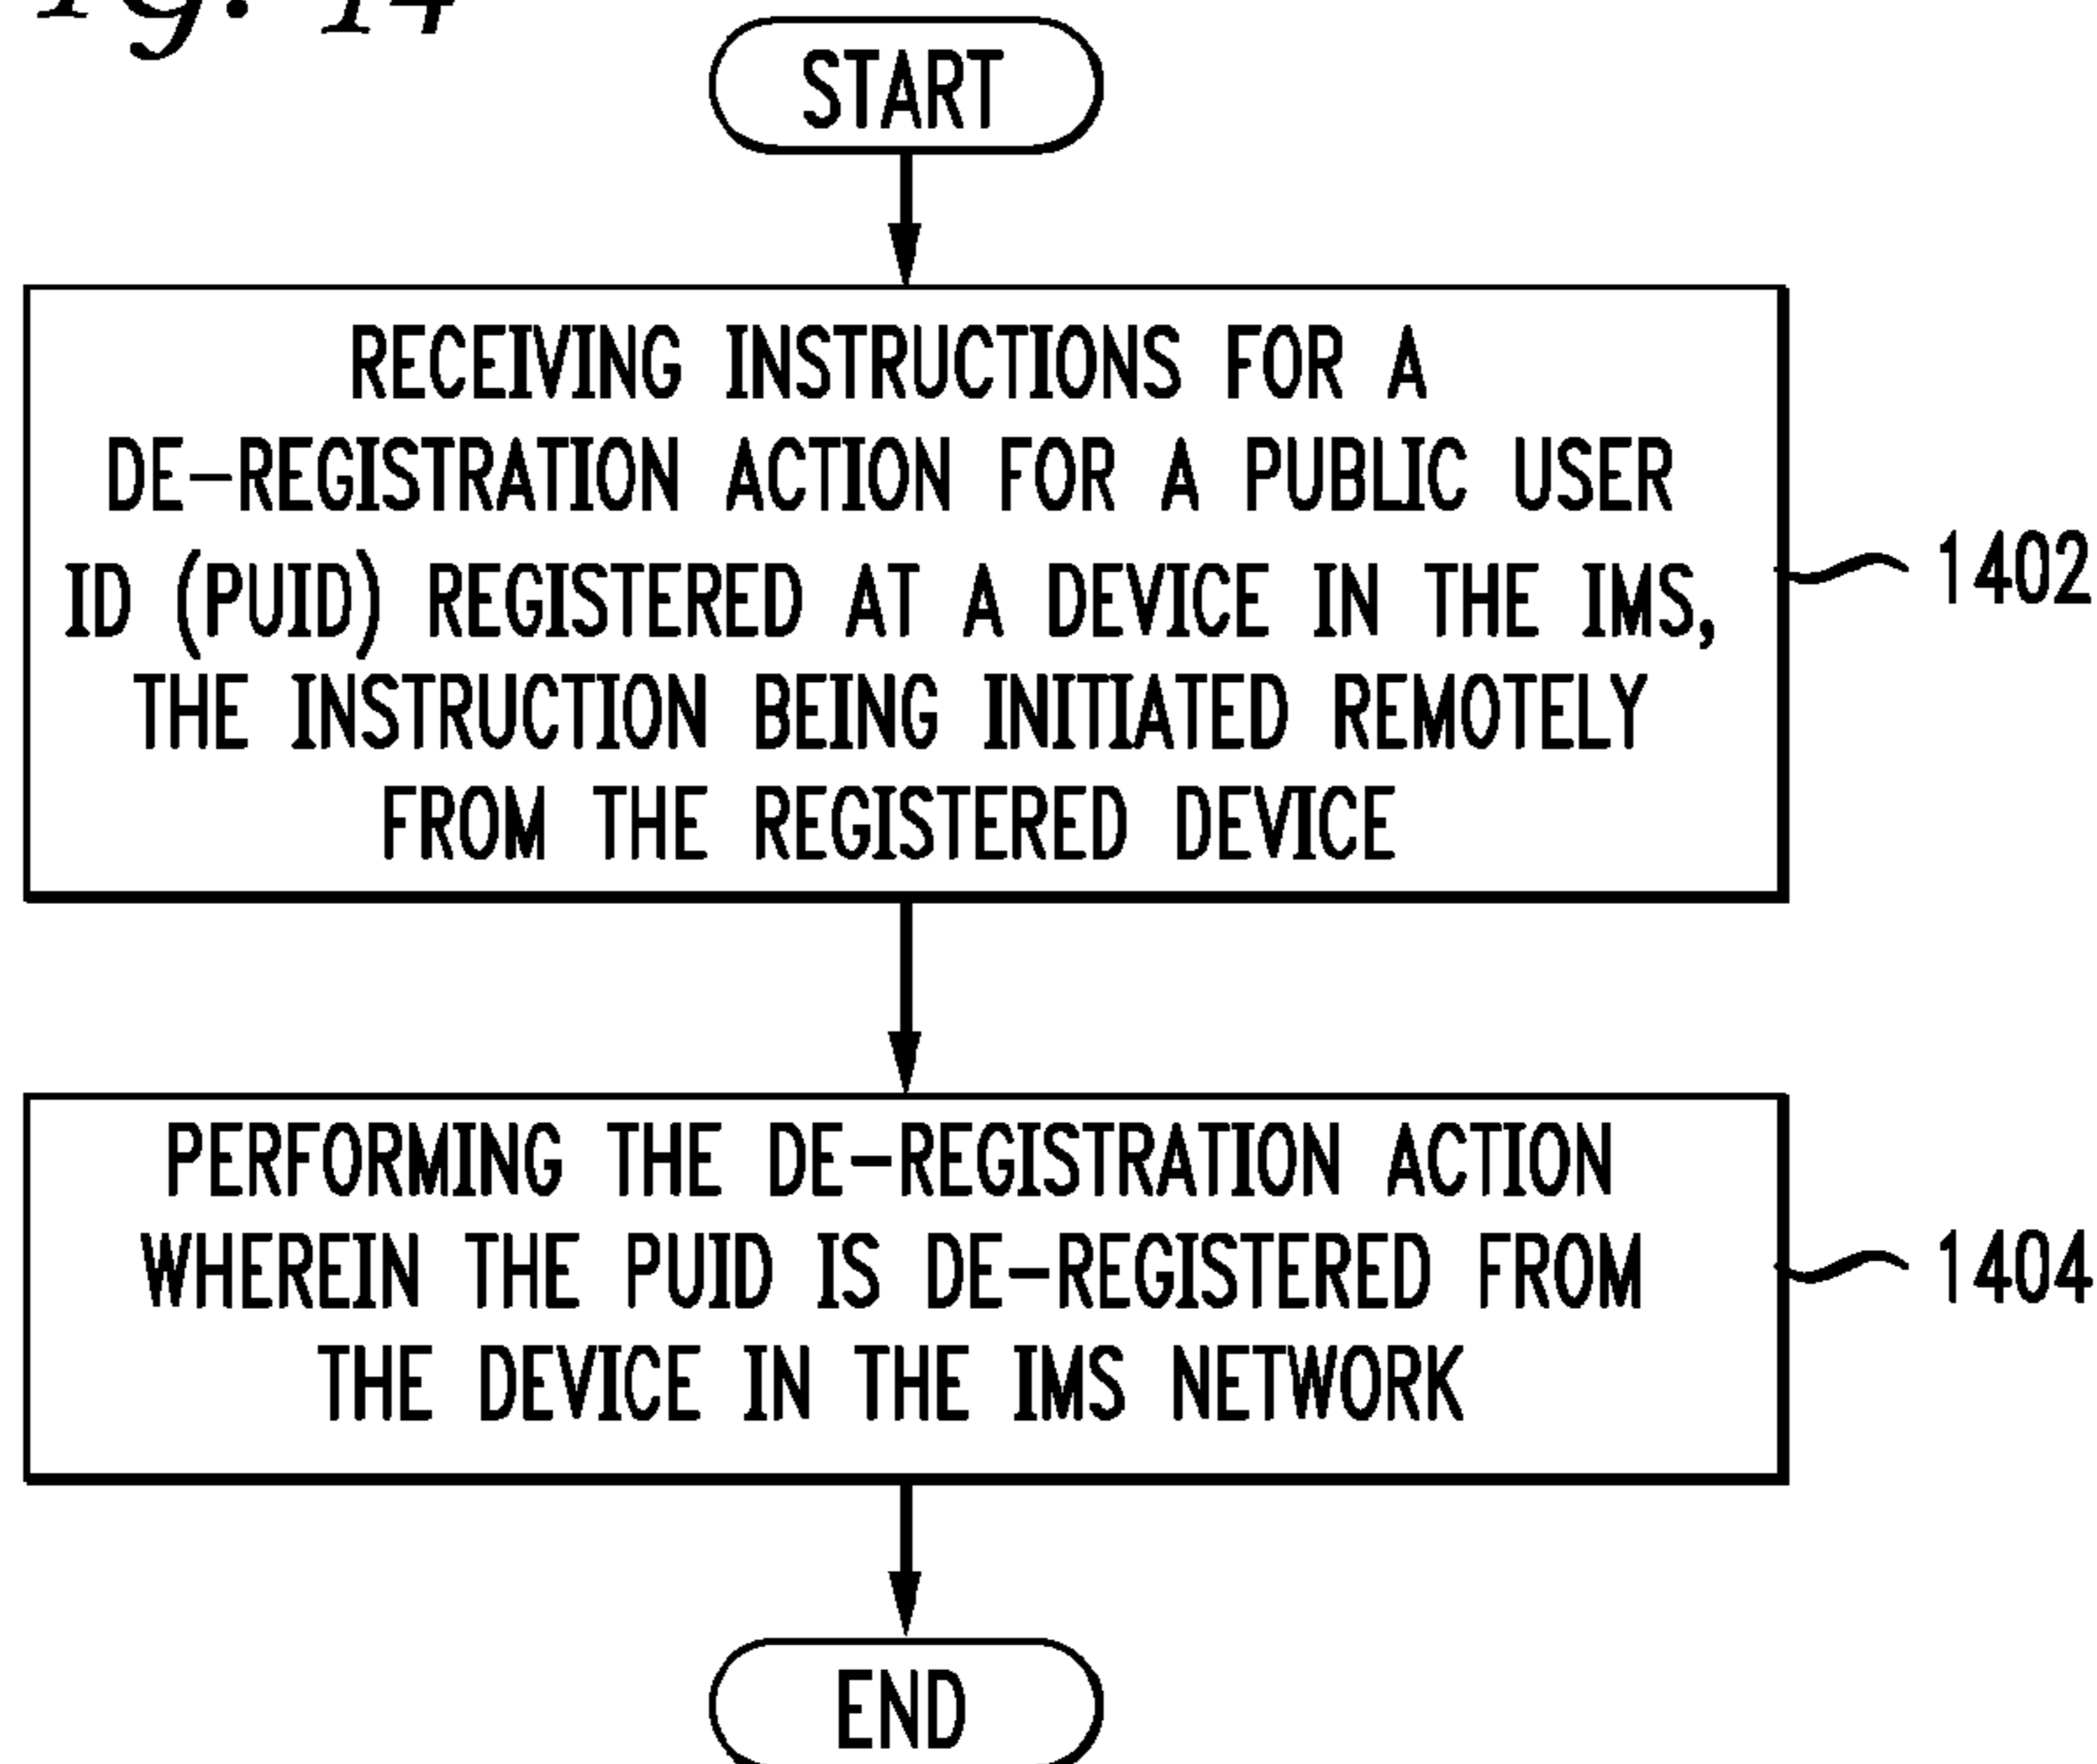 Fig. 14
START
RECEIVING INSTRUCTIONS FOR A
DE-REGISTRATION ACTION FOR A PUBLIC USER
ID (PUID) REGISTERED AT A DEVICE IN THE IMS,
THE INSTRUCTION BEING INITIATED REMOTELY
FROM THE REGISTERED DEVICE
1402
PERFORMING THE DE-REGISTRATION ACTION
WHEREIN THE PUID IS DE-REGISTERED FROM
THE DEVICE IN THE IMS NETWORK
1404
END